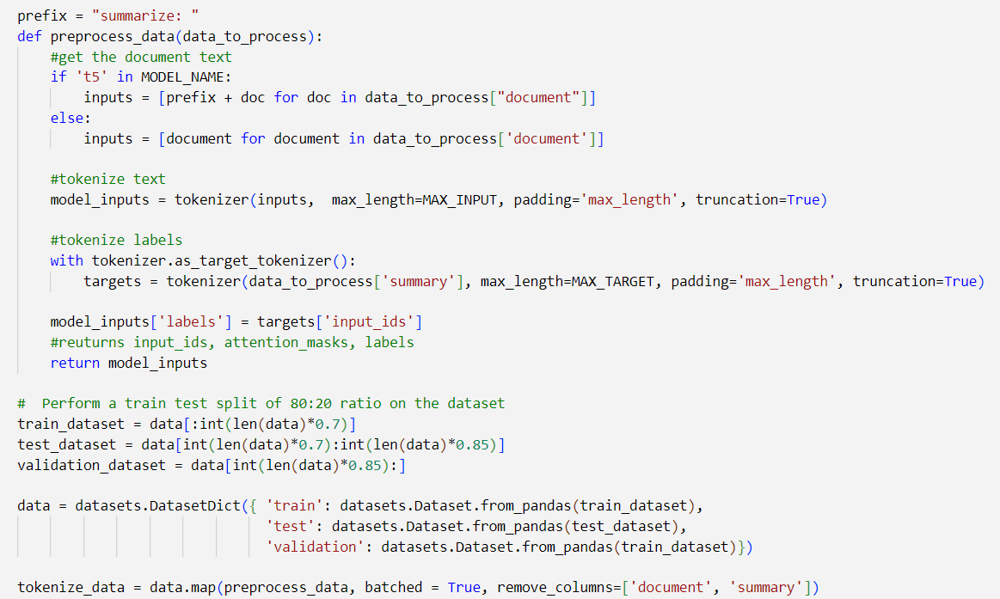 prefix = "summarize: "
def preprocess_data(data_to_process):
    #get the document text
    if 't5' in MODEL_NAME:
        inputs = [prefix + doc for doc in data_to_process["document"]]
    else:
        inputs = [document for document in data_to_process['document']]
    #tokenize text
    model_inputs = tokenizer(inputs,  max_length=MAX_INPUT, padding='max_length', truncation=True)
    #tokenize labels
    with tokenizer.as_target_tokenizer():
        targets = tokenizer(data_to_process['summary'], max_length=MAX_TARGET, padding='max_length', truncation=True)
    model_inputs['labels'] = targets['input_ids']
    #reuturns input_ids, attention_masks, labels
    return model_inputs
#  Perform a train test split of 80:20 ratio on the dataset
train_dataset = data[:int(len(data)*0.7)]
test_dataset = data[int(len(data)*0.7):int(len(data)*0.85)]
validation_dataset = data[int(len(data)*0.85):]
data = datasets.DatasetDict({ 'train': datasets.Dataset.from_pandas(train_dataset),
                              'test': datasets.Dataset.from_pandas(test_dataset),
                              'validation': datasets.Dataset.from_pandas(train_dataset)})
tokenize_data = data.map(preprocess_data, batched = True, remove_columns=['document', 'summary'])